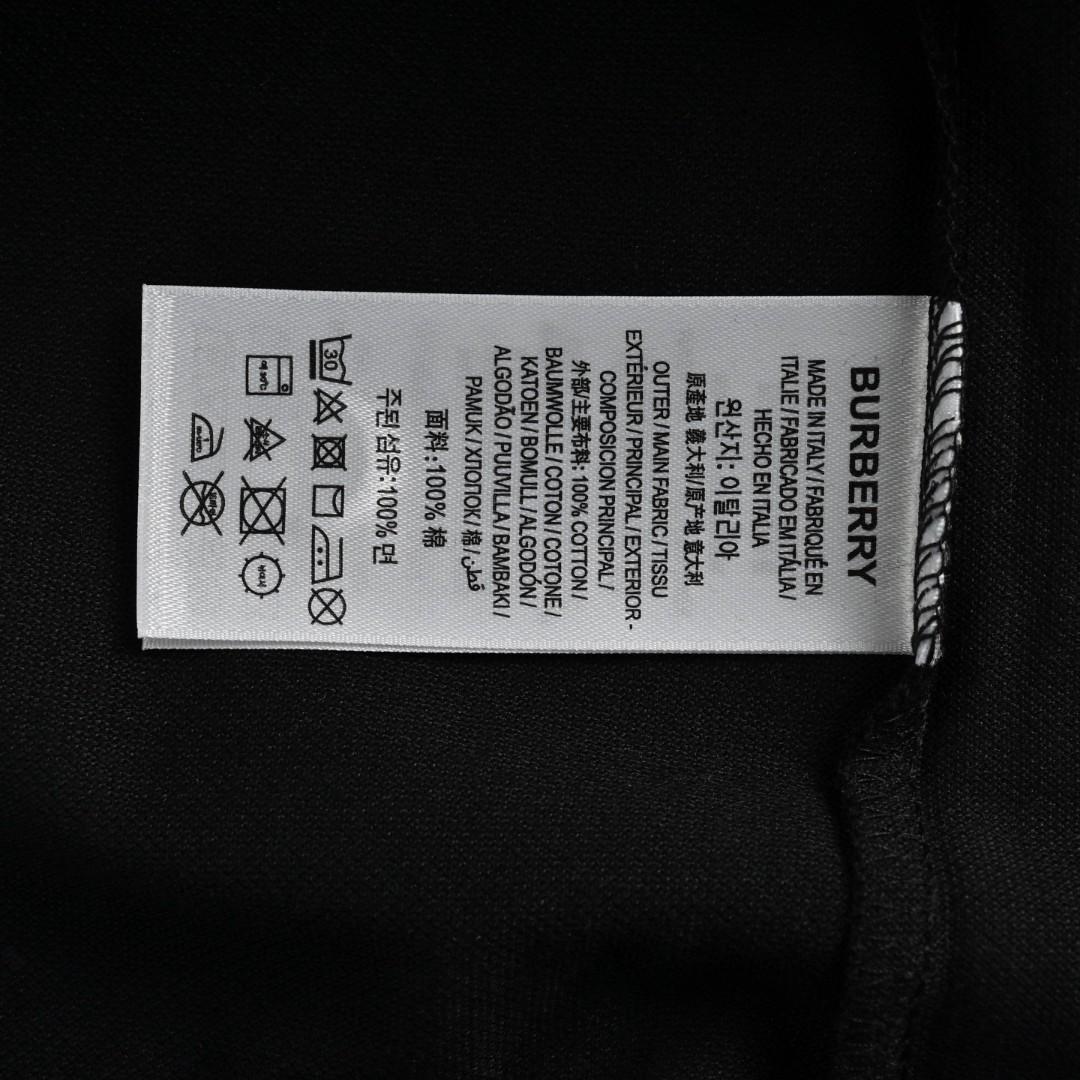 BURBERRY
MADE IN ITALY / FABRIQUÉ EN
ITALIE / FABRICADO EM ITÁLIA /
HECHO EN ITALIA
원산지: 이탈리아
原產地 義大利/原产地 意大利
OUTER / MAIN FABRIC / TISSU
EXTÉRIEUR / PRINCIPAL / EXTERIOR -
COMPOSICION PRINCIPAL /
外部/主要布料: 100% COTTON /
BAUMWOLLE / COTON / COTONE /
KATOEN / BOMULL / ALGODÓN /
ALGODÃO / PUUVILLA / BAMBAKI /
PAMUK / ХЛОПОК / 棉 / قطن
面料:100% 棉
주된 섬유:100% 면
30